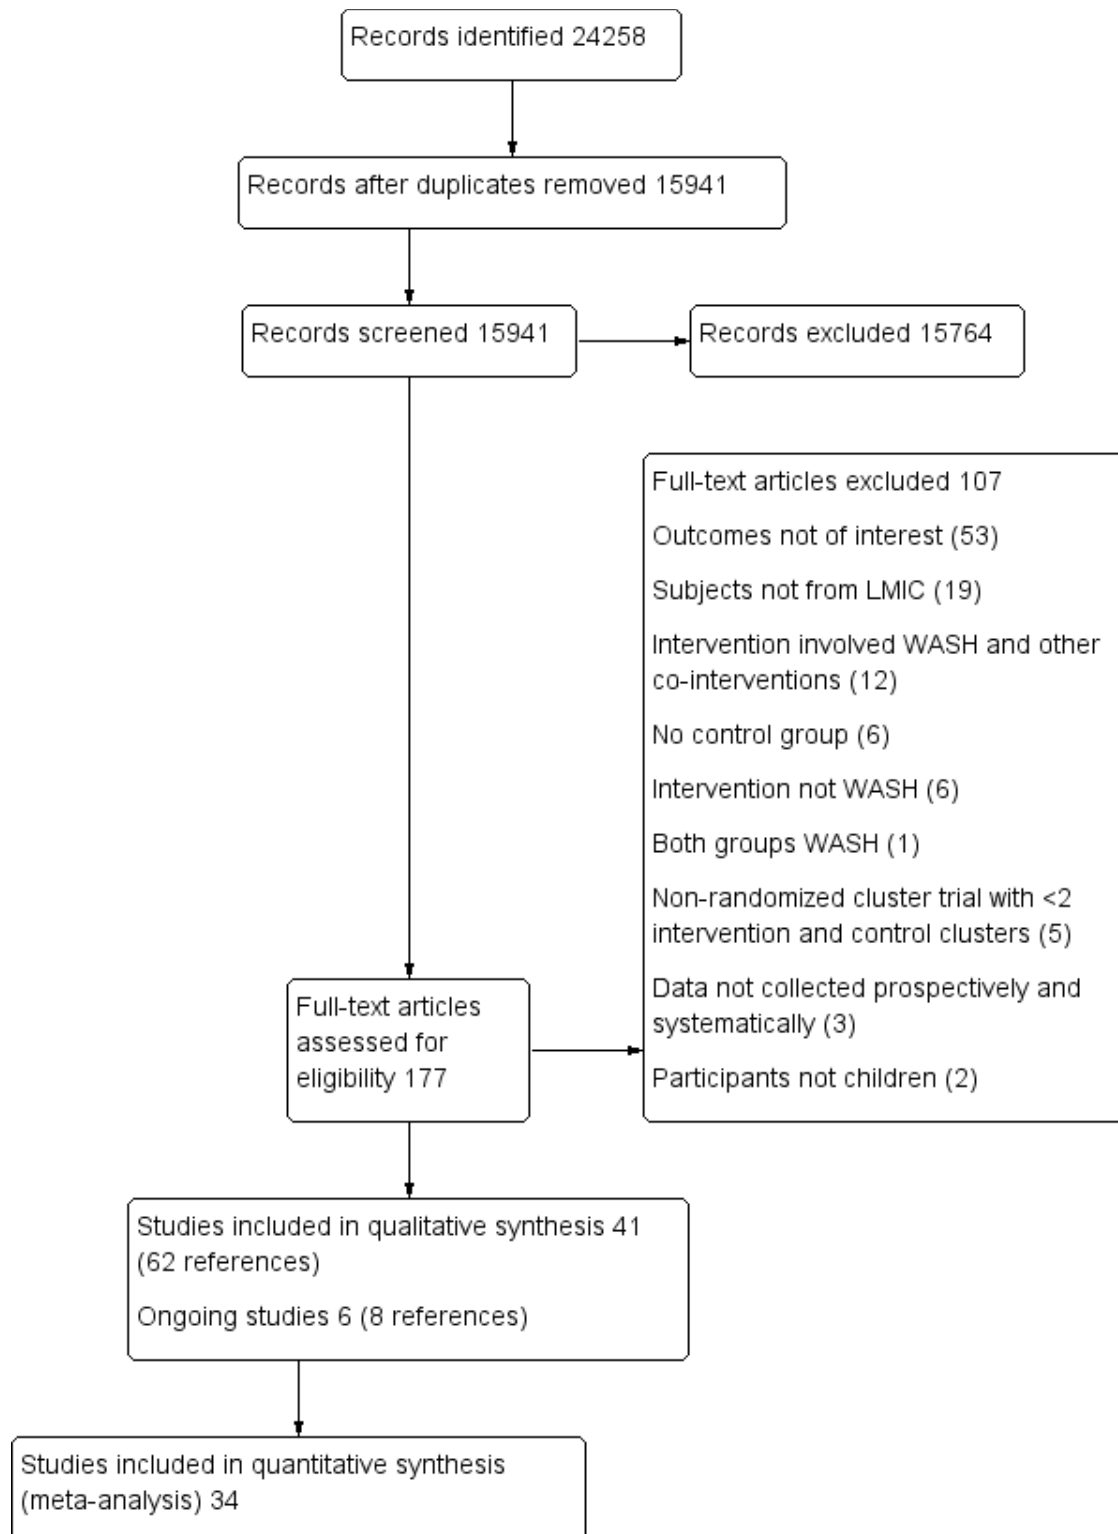 Records identified 24258
Records after duplicates removed 15941
Records screened 15941
Records excluded 15764
Full-text articles excluded 107
Outcomes not of interest (53)
Subjects not from LMIC (19)
Intervention involved WASH and other
co-interventions (12)
No control group (6)
Intervention not WASH (6)
Both groups WASH (1)
Non-randomized cluster trial with <2
intervention and control clusters (5)
Data not collected prospectively and
systematically (3)
Participants not children (2)
Full-text articles
assessed for
eligibility 177
Studies included in qualitative synthesis 41
(62 references)
Ongoing studies 6 (8 references)
Studies included in quantitative synthesis
(meta-analysis) 34